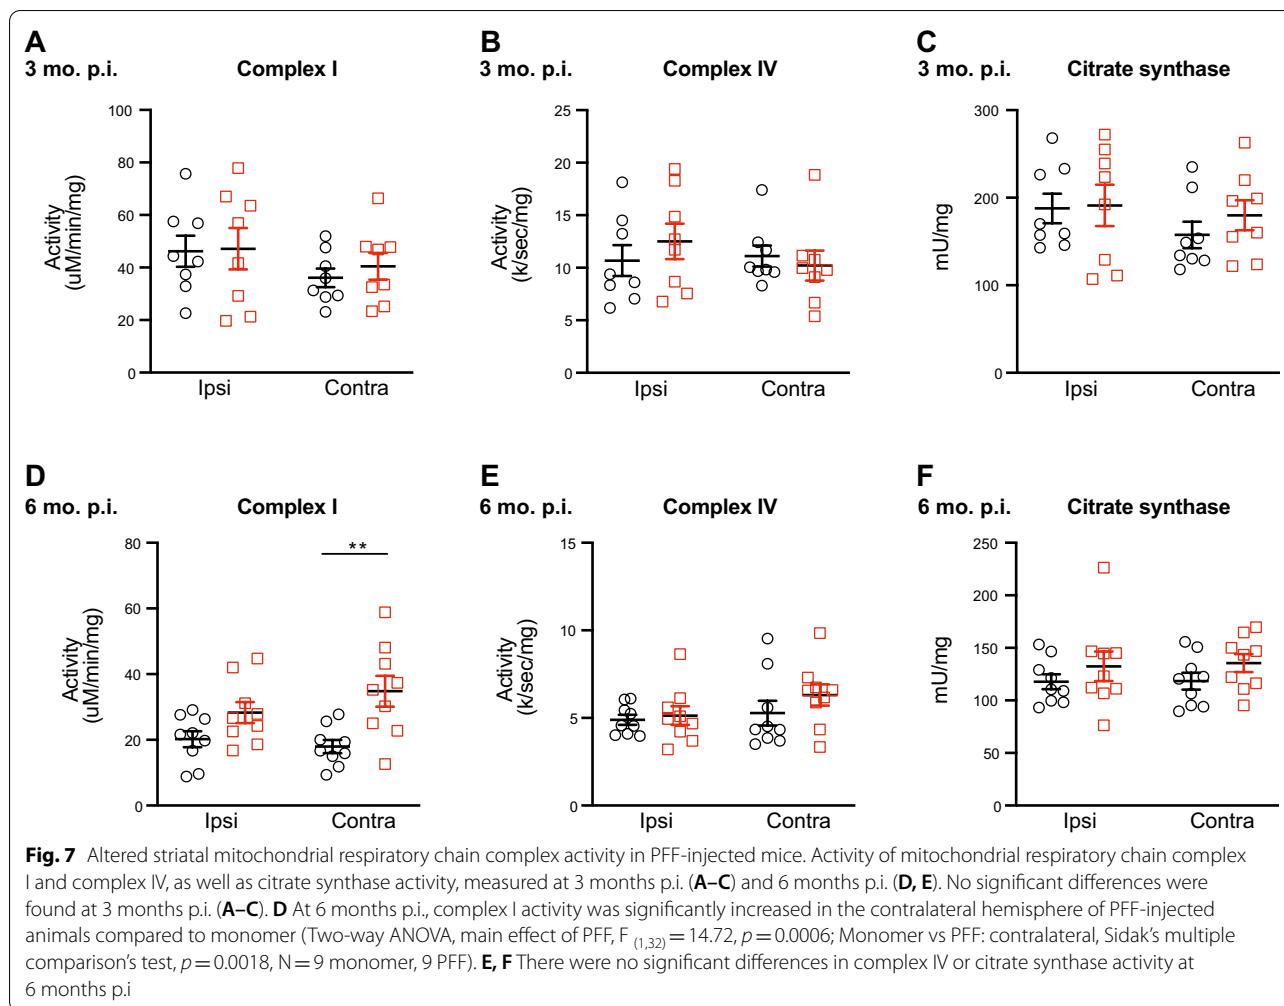 A
3 mo. p.i.
Complex I
Activity
(uM/min/mg)
100
80
60
40
20
0
Ipsi
Contra
B
3 mo. p.i.
Complex IV
Activity
(k/sec/mg)
25
20
15
10
5
0
Ipsi
Contra
C
3 mo. p.i.
Citrate synthase
mU/mg
300
200
100
0
Ipsi
Contra
D
6 mo. p.i.
Complex I
Activity
(uM/min/mg)
80
60
40
20
0
**
Ipsi
Contra
E
6 mo. p.i.
Complex IV
Activity
(k/sec/mg)
15
10
5
0
Ipsi
Contra
F
6 mo. p.i.
Citrate synthase
mU/mg
250
200
150
100
50
0
Ipsi
Contra
Fig. 7 Altered striatal mitochondrial respiratory chain complex activity in PFF-injected mice. Activity of mitochondrial respiratory chain complex
I and complex IV, as well as citrate synthase activity, measured at 3 months p.i. (A–C) and 6 months p.i. (D, E). No significant differences were
found at 3 months p.i. (A–C). D At 6 months p.i., complex I activity was significantly increased in the contralateral hemisphere of PFF-injected
animals compared to monomer (Two-way ANOVA, main effect of PFF, F (1,32) = 14.72, p = 0.0006; Monomer vs PFF: contralateral, Sidak's multiple
comparison's test, p = 0.0018, N = 9 monomer, 9 PFF). E, F There were no significant differences in complex IV or citrate synthase activity at
6 months p.i